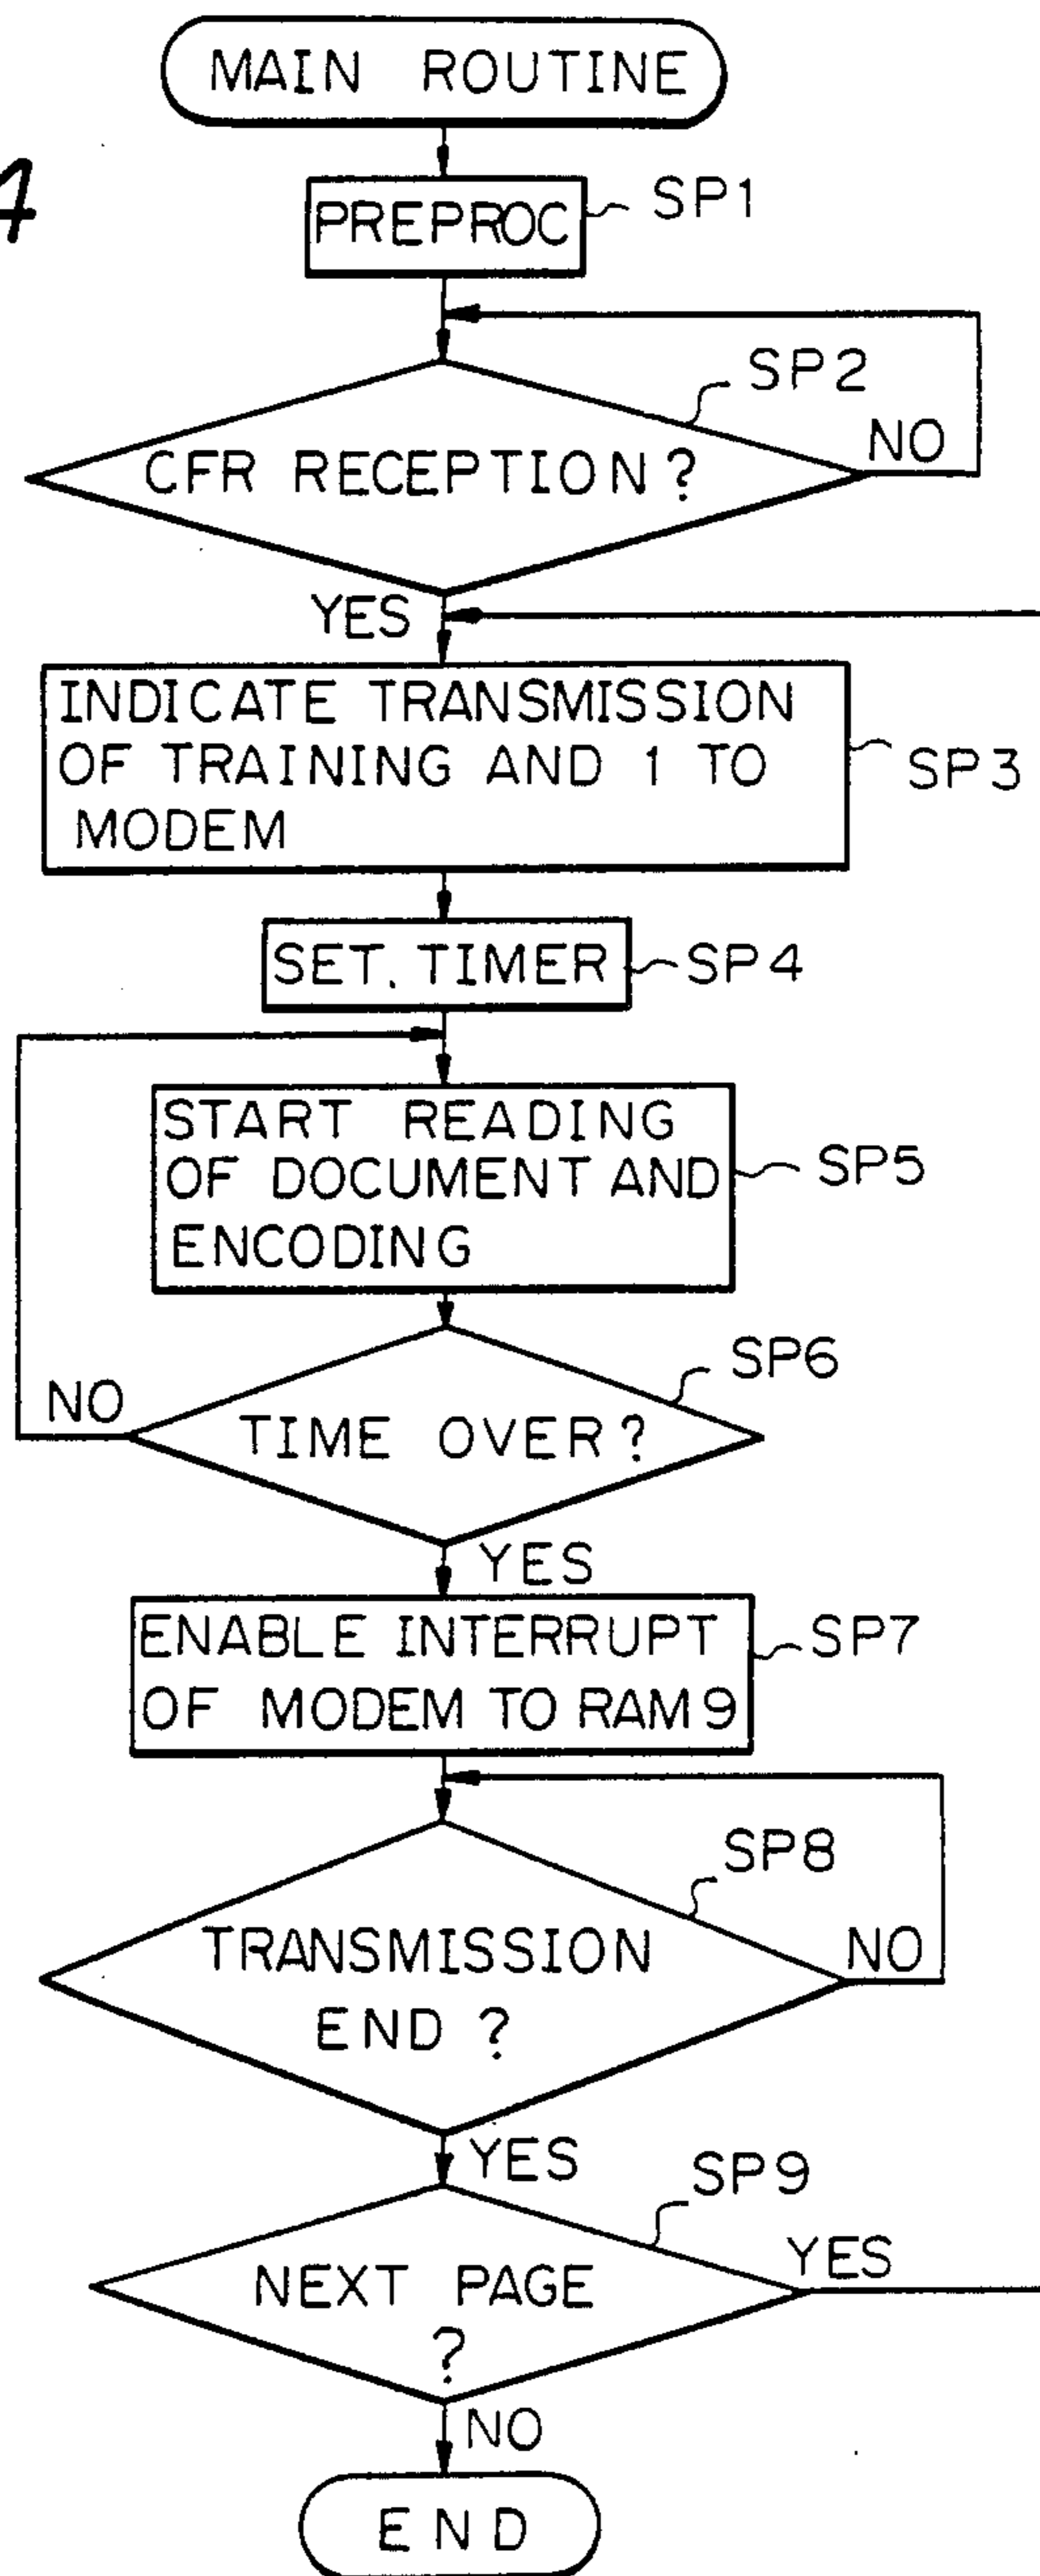 MAIN ROUTINE
4
PREPROC
SP1
SP2
CFR RECEPTION?
NO
YES
INDICATE TRANSMISSION
OF TRAINING AND 1 TO
MODEM
SP3
SET. TIMER
SP4
START READING
OF DOCUMENT AND
ENCODING
SP5
SP6
NO
TIME OVER?
YES
ENABLE INTERRUPT
OF MODEM TO RAM9
SP7
SP8
TRANSMISSION
END?
NO
YES
SP9
NEXT PAGE
?
YES
NO
END